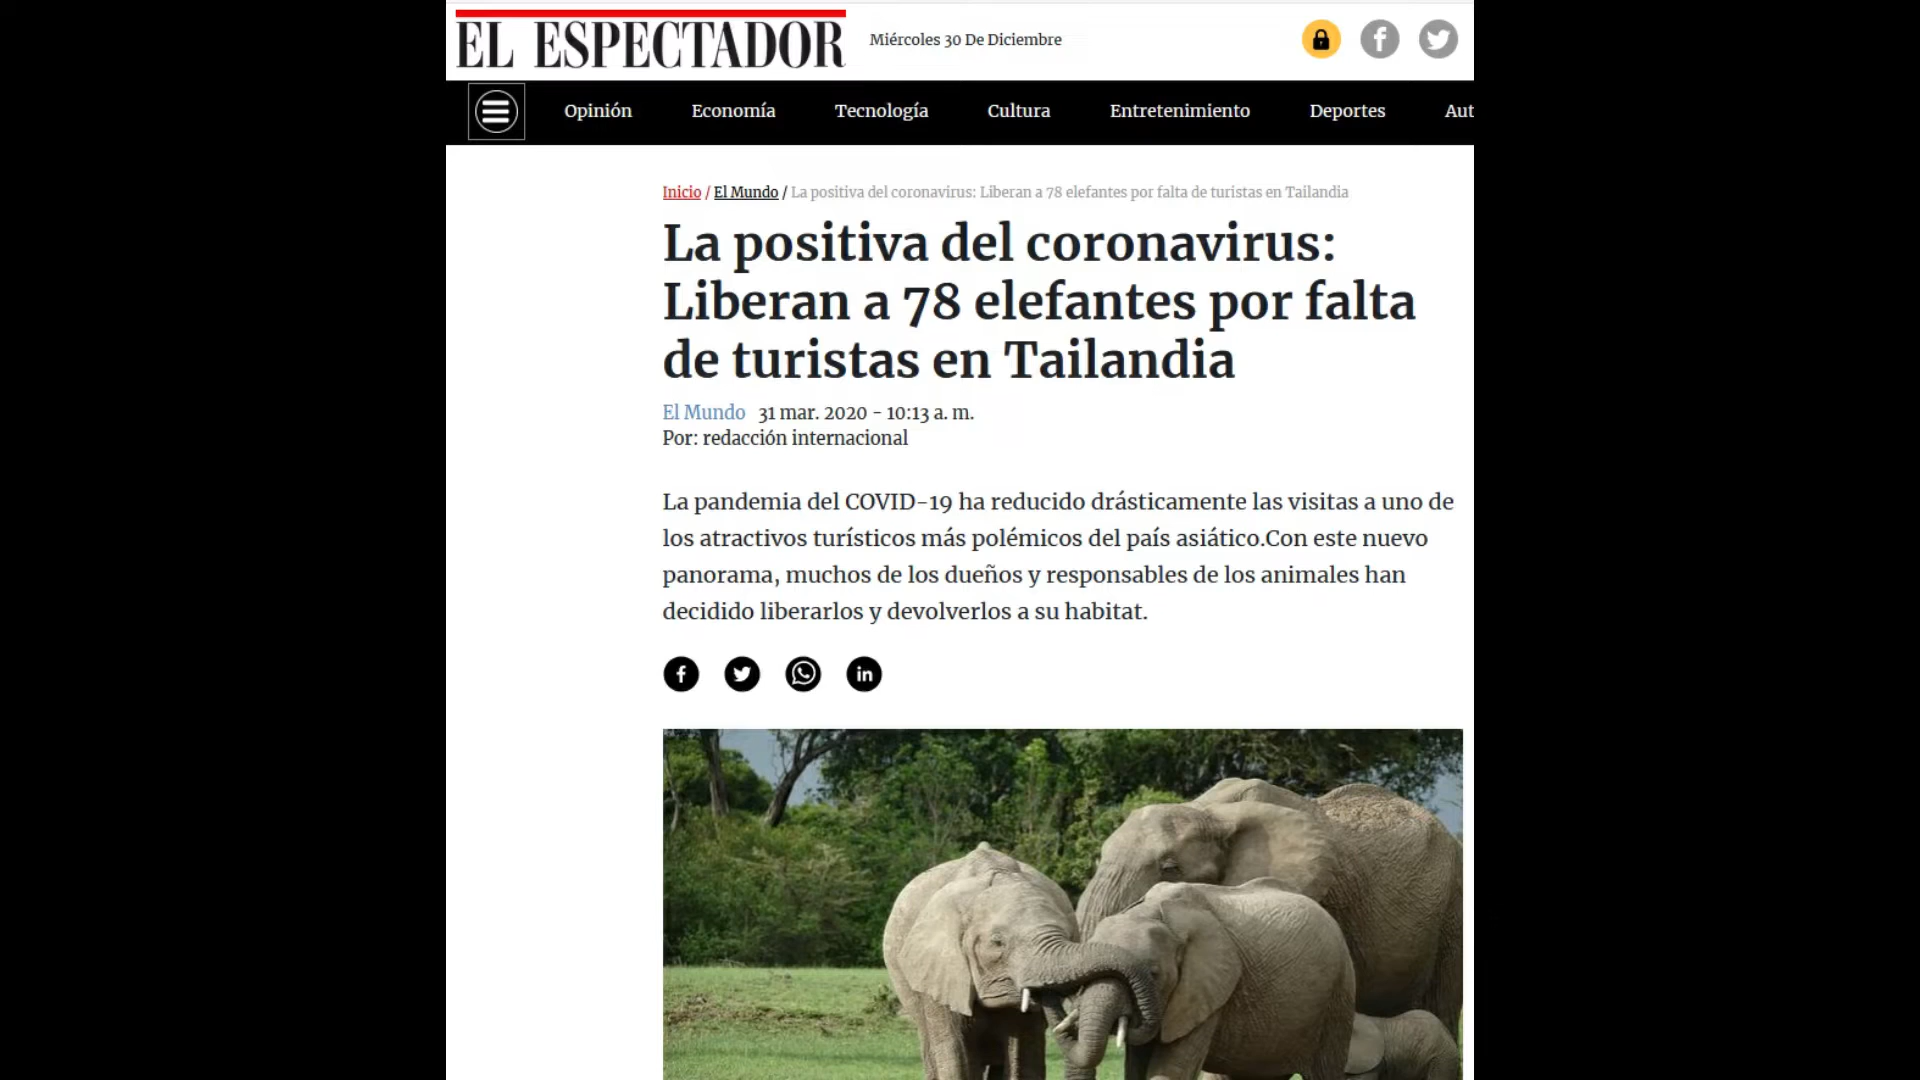 EL ESPECTADOR
Miércoles 30 De Diciembre
Opinión Economía Tecnología Cultura Entretenimiento Deportes Aut
Inicio / El Mundo / La positiva del coronavirus: Liberan a 78 elefantes por falta de turistas en Tailandia
La positiva del coronavirus:
Liberan a 78 elefantes por falta
de turistas en Tailandia
El Mundo 31 mar. 2020 - 10:13 a. m.
Por: redacción internacional
La pandemia del COVID-19 ha reducido drásticamente las visitas a uno de
los atractivos turísticos más polémicos del país asiático.Con este nuevo
panorama, muchos de los dueños y responsables de los animales han
decidido liberarlos y devolverlos a su habitat.